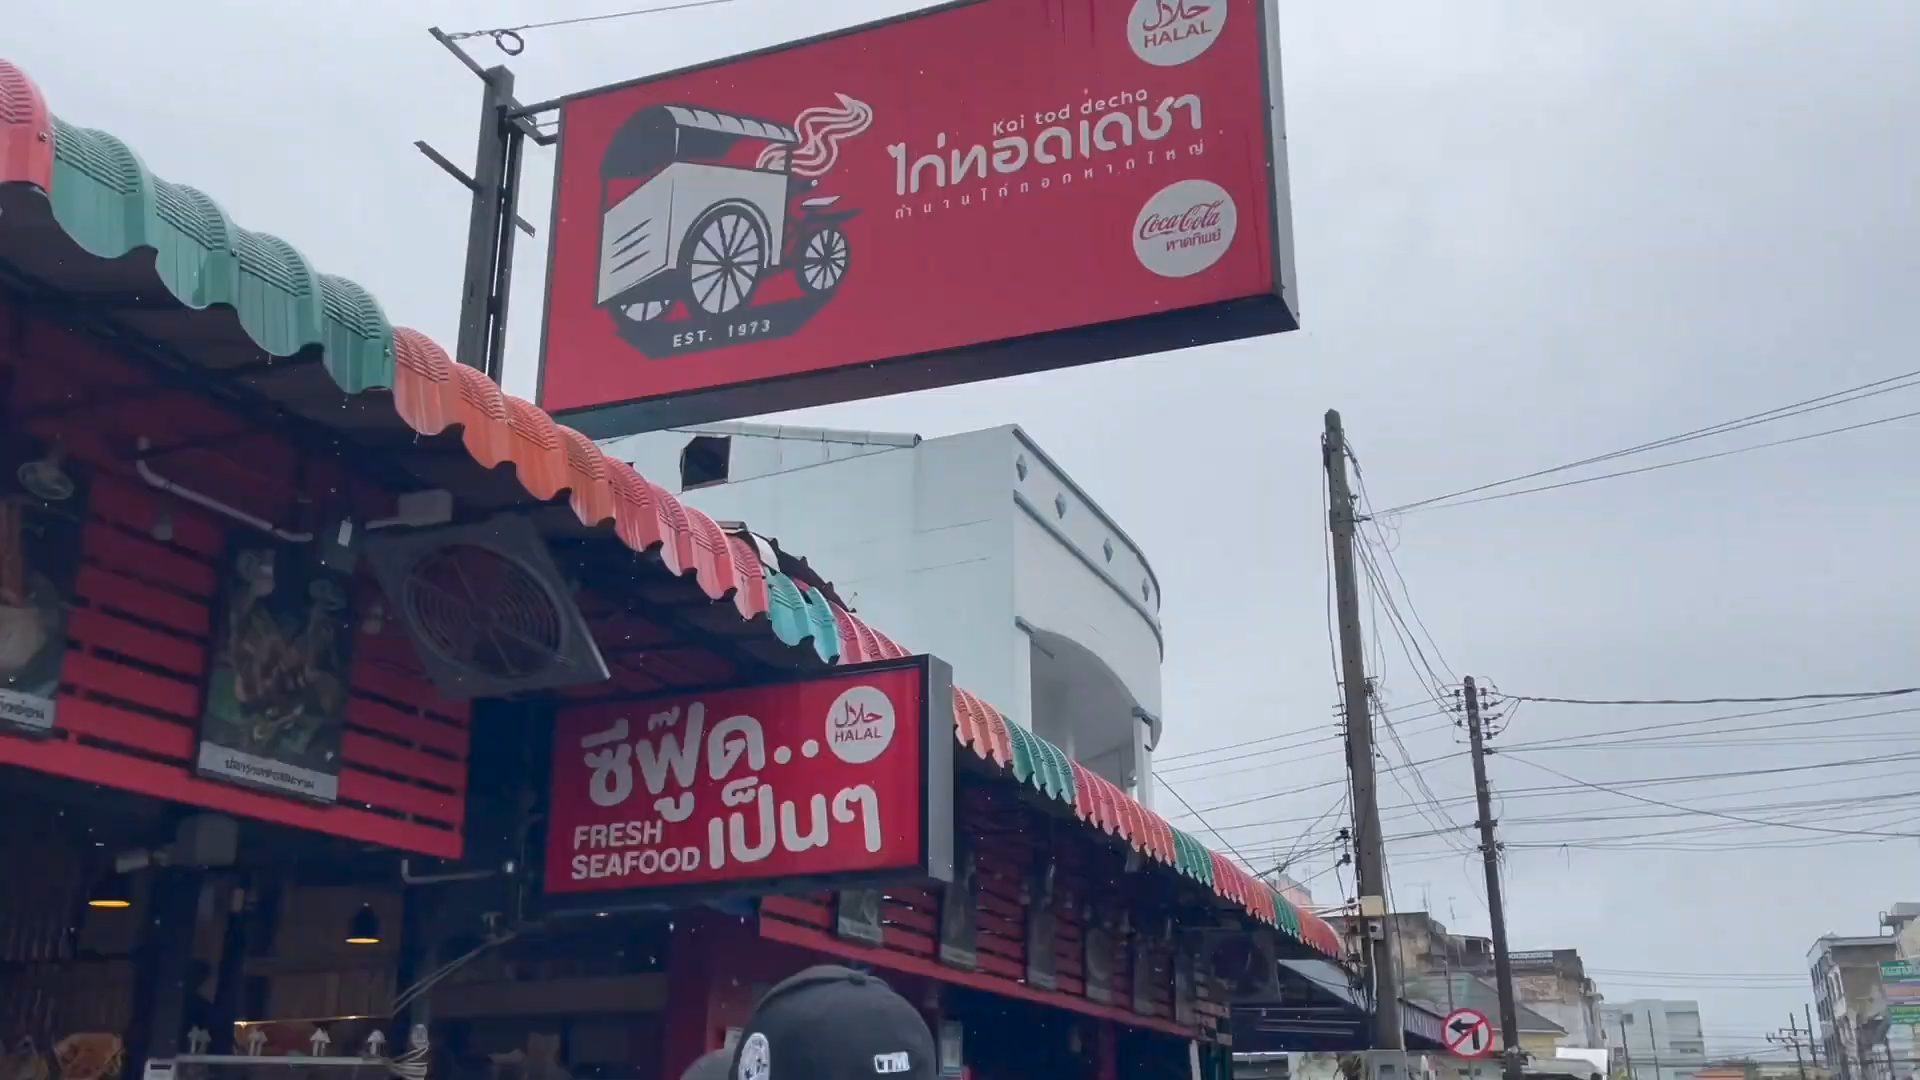 حلال
HALAL
Kai tod decha
ไก่ทอดเดชา
ตำนานไก่ทอดหาดใหญ่
Coca-Cola
หาดทิพย์
EST. 1973
ซีฟู๊ด..
حلال
HALAL
FRESH
SEAFOOD
เป็นๆ